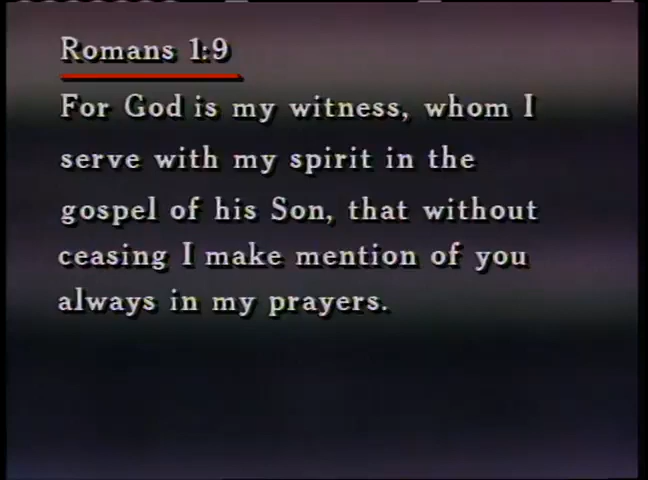 Romans 1:9
For God is my witness, whom I
serve with my spirit in the
gospel of his Son, that without
ceasing I make mention of you
always in my prayers.